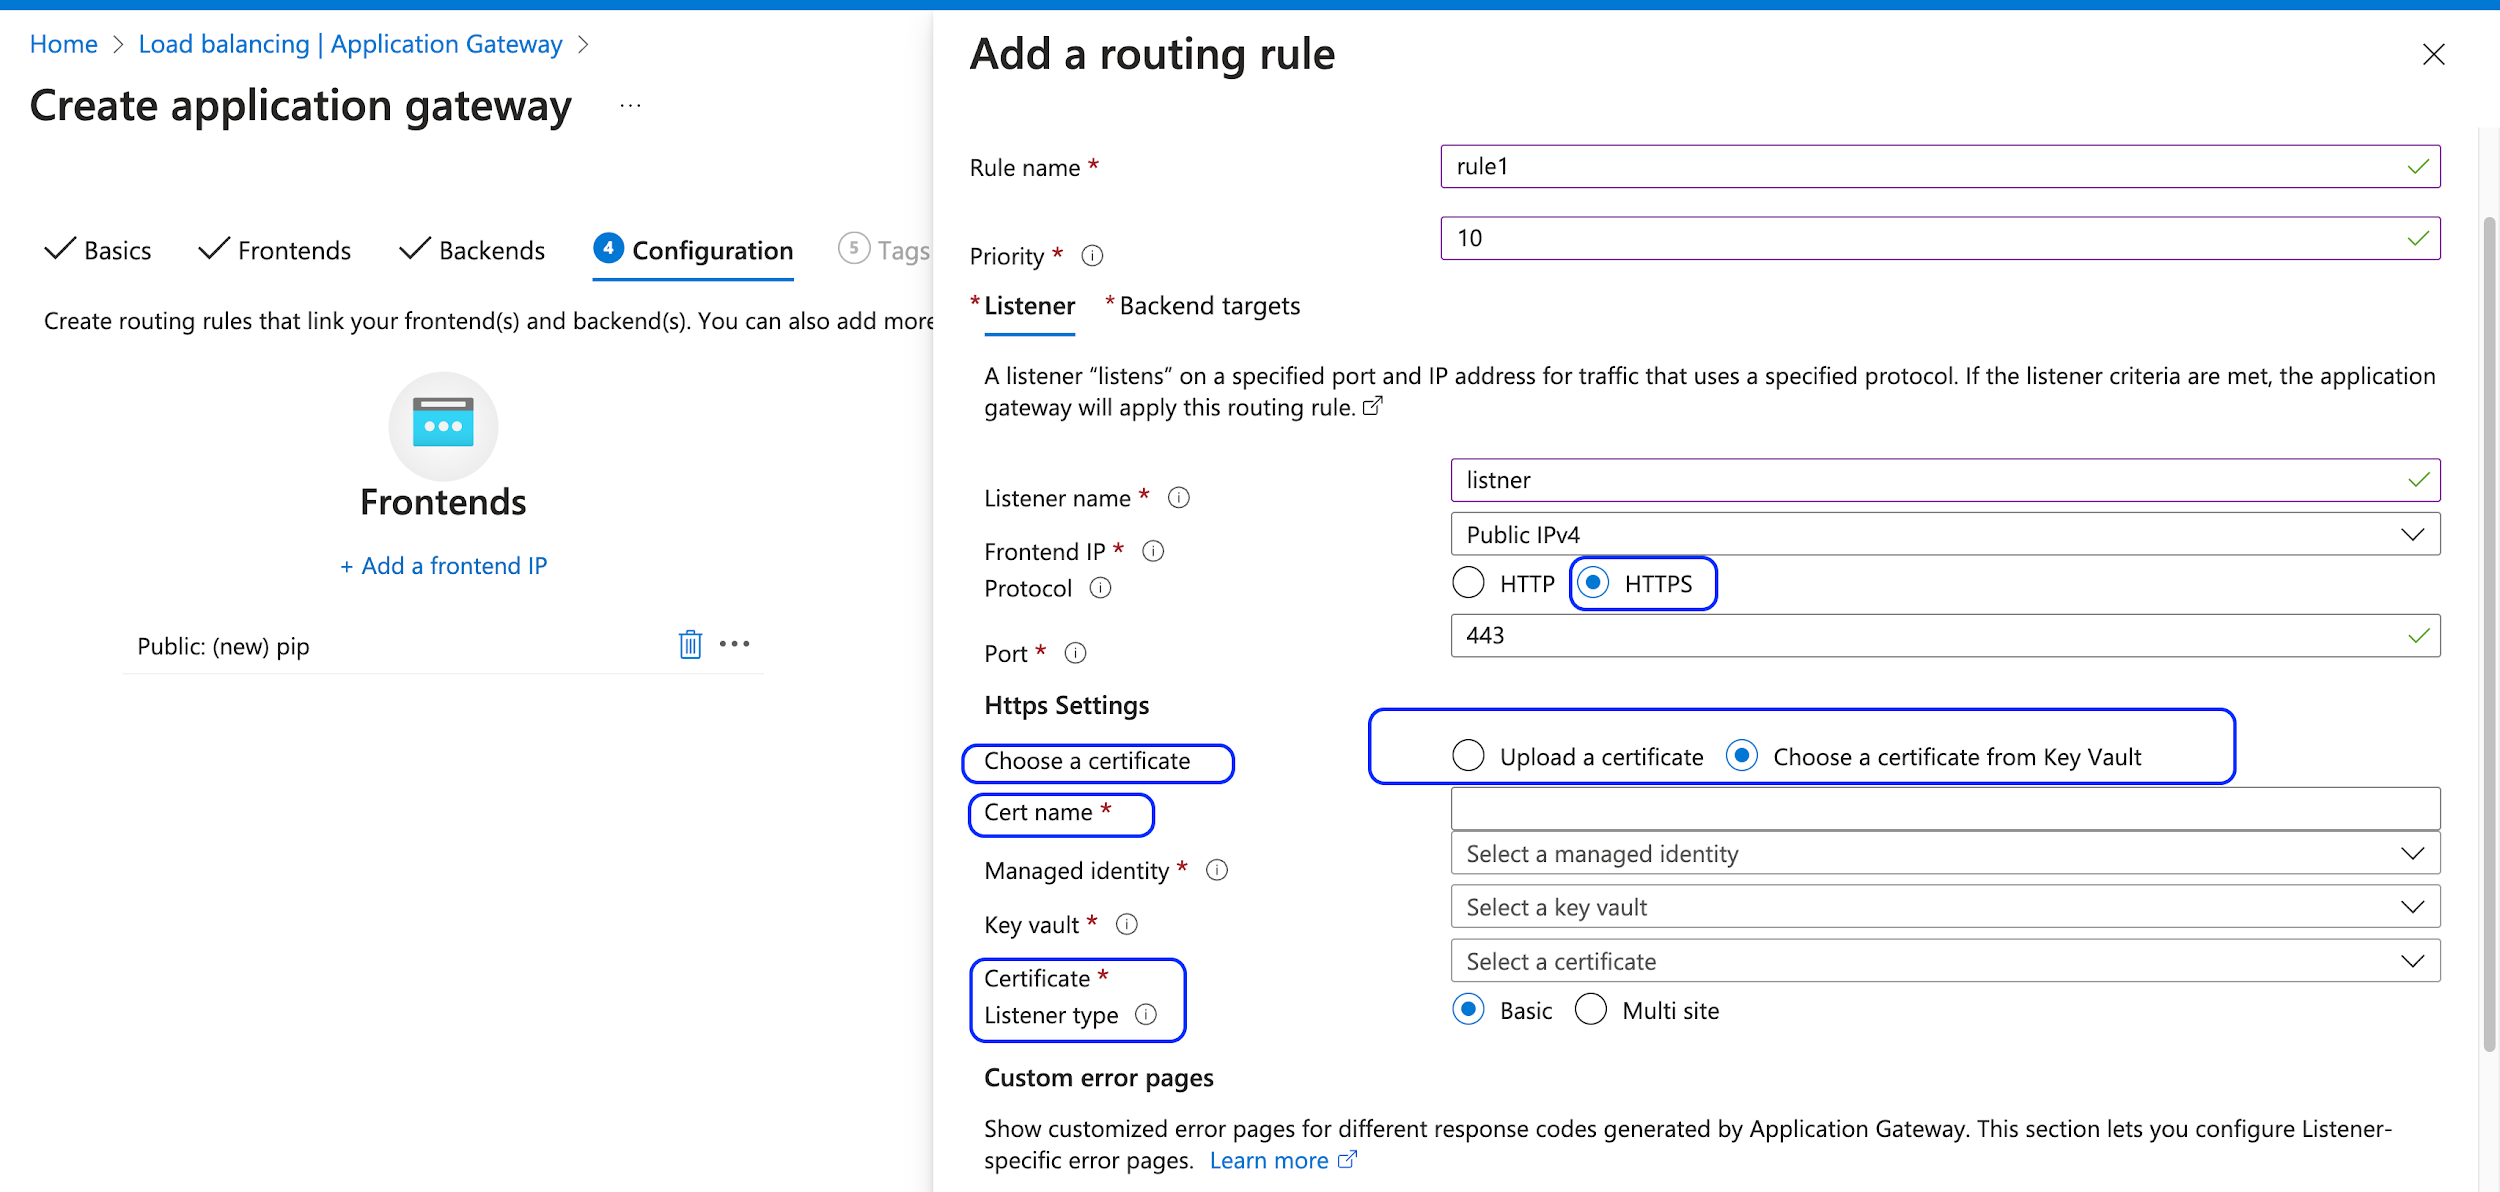 Home > Load balancing | Application Gateway >
Create application gateway ...
Basics Frontends Backends 4 Configuration 5 Tags
Create routing rules that link your frontend(s) and backend(s). You can also add more
Frontends
+ Add a frontend IP
Public: (new) pip
Add a routing rule
Rule name * rule1
Priority * 10
* Listener * Backend targets
A listener “listens” on a specified port and IP address for traffic that uses a specified protocol. If the listener criteria are met, the application
gateway will apply this routing rule.
Listener name * listner
Frontend IP * Public IPv4
Protocol HTTP HTTPS
Port * 443
Https Settings
Choose a certificate Upload a certificate Choose a certificate from Key Vault
Cert name *
Managed identity * Select a managed identity
Key vault * Select a key vault
Certificate * Select a certificate
Listener type Basic Multi site
Custom error pages
Show customized error pages for different response codes generated by Application Gateway. This section lets you configure Listener-
specific error pages. Learn more